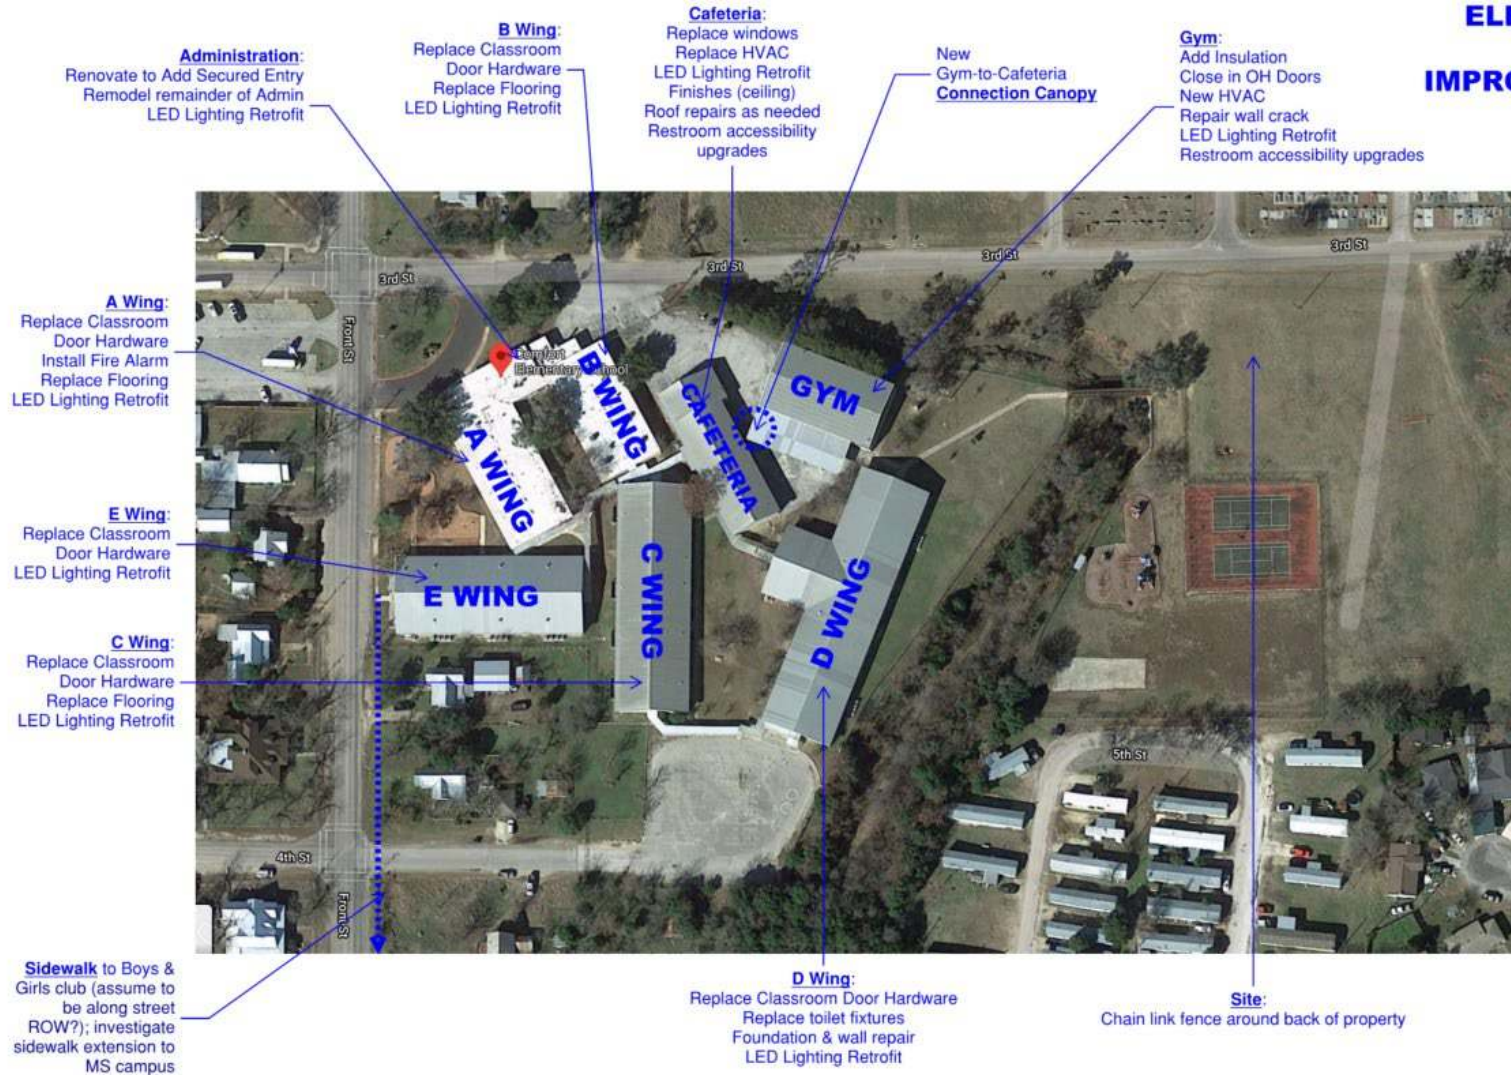 ELE
IMPRO
Administration:
Renovate to Add Secured Entry
Remodel remainder of Admin
LED Lighting Retrofit
B Wing:
Replace Classroom
Door Hardware
Replace Flooring
LED Lighting Retrofit
Cafeteria:
Replace windows
Replace HVAC
LED Lighting Retrofit
Finishes (ceiling)
Roof repairs as needed
Restroom accessibility
upgrades
New
Gym-to-Cafeteria
Connection Canopy
Gym:
Add Insulation
Close in OH Doors
New HVAC
Repair wall crack
LED Lighting Retrofit
Restroom accessibility upgrades
A Wing:
Replace Classroom
Door Hardware
Install Fire Alarm
Replace Flooring
LED Lighting Retrofit
E Wing:
Replace Classroom
Door Hardware
LED Lighting Retrofit
C Wing:
Replace Classroom
Door Hardware
Replace Flooring
LED Lighting Retrofit
Sidewalk to Boys &
Girls club (assume to
be along street
ROW?); investigate
sidewalk extension to
MS campus
3rd St
3rd St
3rd St
3rd St
Front St
Comfort
Elementary School
A WING
B WING
CAFETERIA
GYM
E WING
C WING
D WING
5th St
4th St
Front St
D Wing:
Replace Classroom Door Hardware
Replace toilet fixtures
Foundation & wall repair
LED Lighting Retrofit
Site:
Chain link fence around back of property